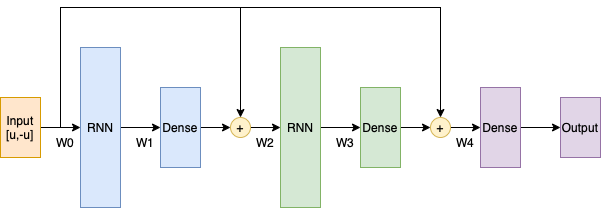 Input
[u,-u]
W0
RNN
W1
Dense
+
W2
RNN
W3
Dense
+
W4
Dense
Output